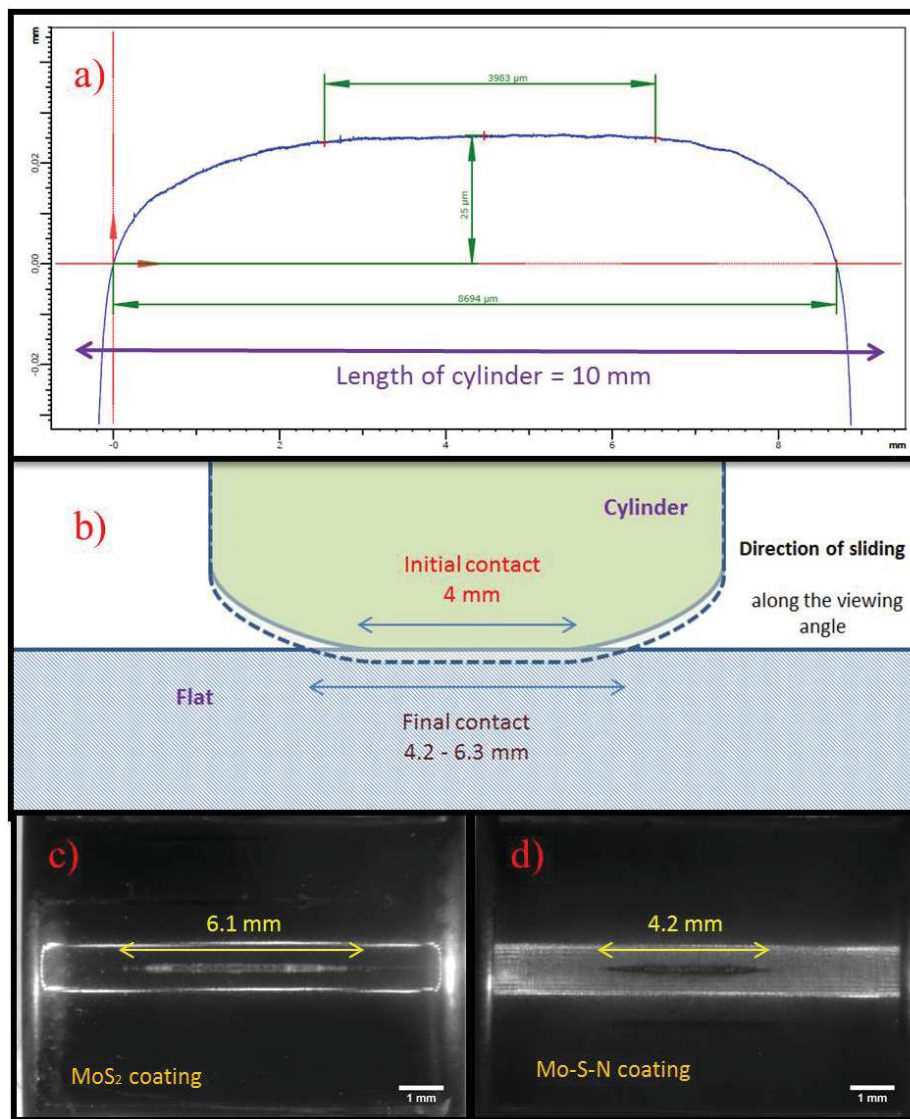 mm
a)
3983 µm
0.02
25 µm
0.00
8694 µm
-0.02
Length of cylinder = 10 mm
-0
2
4
6
8
mm
b)
Cylinder
Initial contact
4 mm
Direction of sliding
along the viewing
angle
Flat
Final contact
4.2 - 6.3 mm
c)
6.1 mm
MoS₂ coating
1 mm
d)
4.2 mm
Mo-S-N coating
1 mm